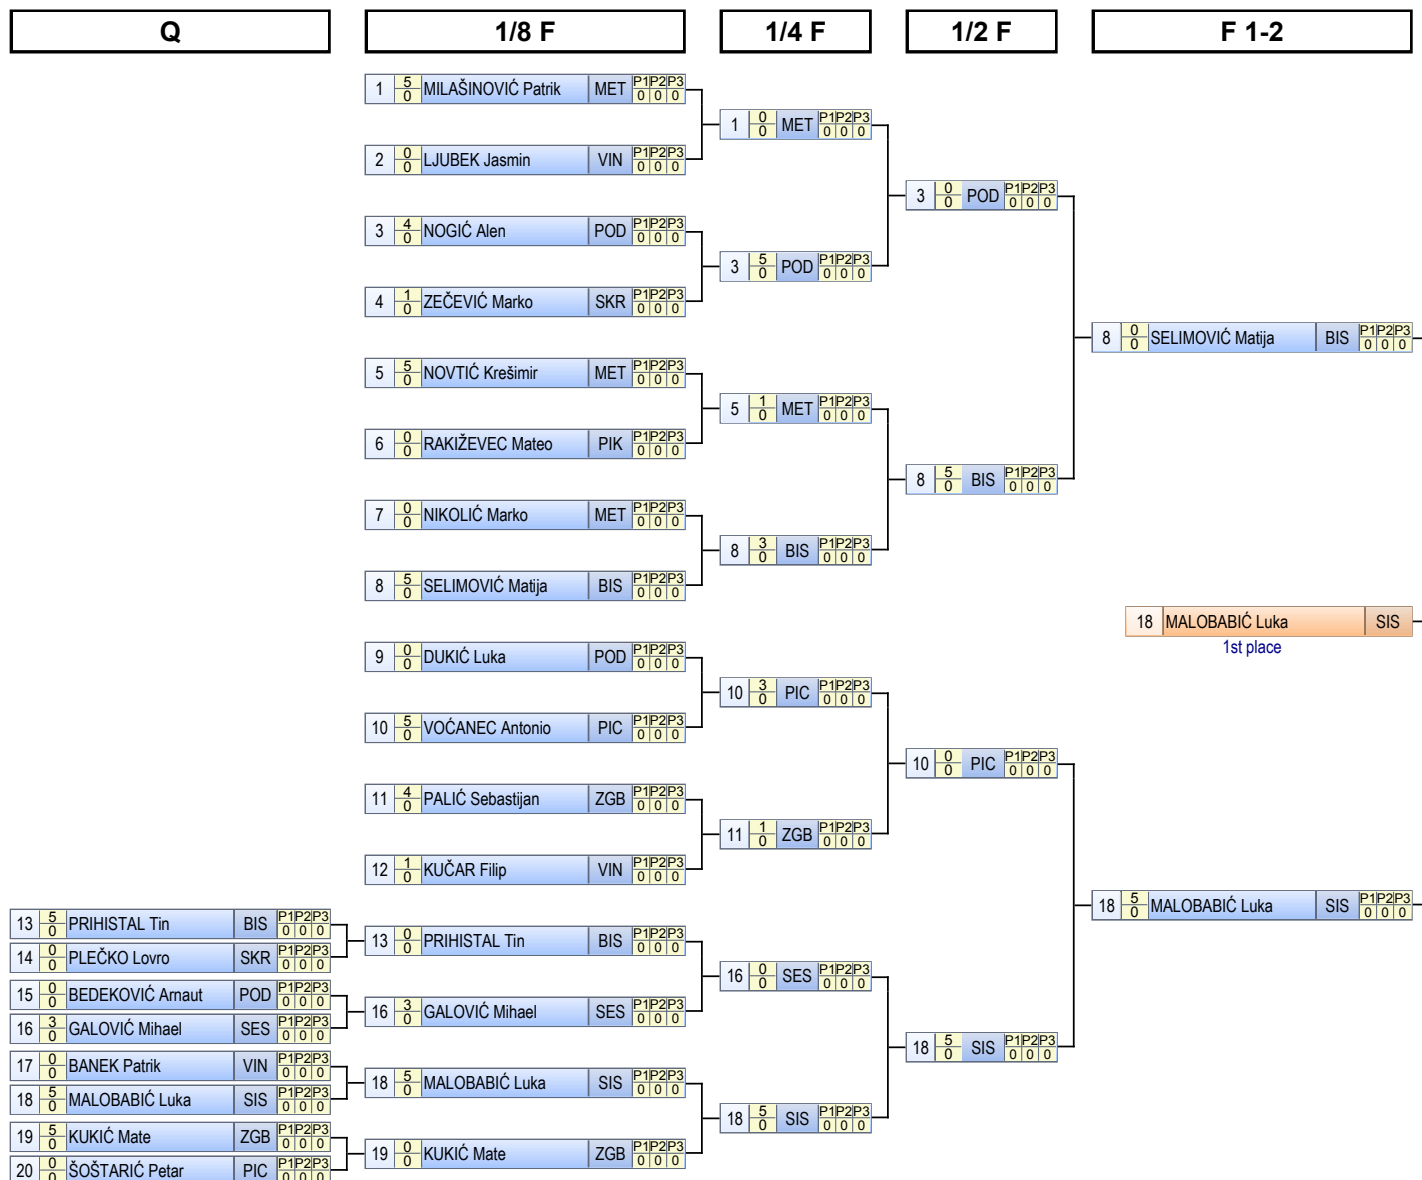 Q 1/8 F 1/4 F 1/2 F F 1-2
1 5 0 MILAŠINOVIĆ Patrik MET P1 P2 P3 0 0 0
1 0 0 MET P1 P2 P3 0 0 0
2 0 0 LJUBEK Jasmin VIN P1 P2 P3 0 0 0
3 0 0 POD P1 P2 P3 0 0 0
3 4 0 NOGIĆ Alen POD P1 P2 P3 0 0 0
3 5 0 POD P1 P2 P3 0 0 0
4 1 0 ZEČEVIĆ Marko SKR P1 P2 P3 0 0 0
8 0 0 SELIMOVIĆ Matija BIS P1 P2 P3 0 0 0
5 5 0 NOVTIĆ Krešimir MET P1 P2 P3 0 0 0
5 1 0 MET P1 P2 P3 0 0 0
6 0 0 RAKIŽEVEC Mateo PIK P1 P2 P3 0 0 0
8 5 0 BIS P1 P2 P3 0 0 0
7 0 0 NIKOLIĆ Marko MET P1 P2 P3 0 0 0
8 3 0 BIS P1 P2 P3 0 0 0
8 5 0 SELIMOVIĆ Matija BIS P1 P2 P3 0 0 0
18 MALOBABIĆ Luka SIS
1st place
9 0 0 DUKIĆ Luka POD P1 P2 P3 0 0 0
10 3 0 PIC P1 P2 P3 0 0 0
10 5 0 VOĆANEC Antonio PIC P1 P2 P3 0 0 0
10 0 0 PIC P1 P2 P3 0 0 0
11 4 0 PALIĆ Sebastijan ZGB P1 P2 P3 0 0 0
11 1 0 ZGB P1 P2 P3 0 0 0
12 1 0 KUČAR Filip VIN P1 P2 P3 0 0 0
18 5 0 MALOBABIĆ Luka SIS P1 P2 P3 0 0 0
13 5 0 PRIHISTAL Tin BIS P1 P2 P3 0 0 0
13 0 0 PRIHISTAL Tin BIS P1 P2 P3 0 0 0
14 0 0 PLEČKO Lovro SKR P1 P2 P3 0 0 0
16 0 0 SES P1 P2 P3 0 0 0
15 0 0 BEDEKOVIĆ Arnaut POD P1 P2 P3 0 0 0
16 3 0 GALOVIĆ Mihael SES P1 P2 P3 0 0 0
16 3 0 GALOVIĆ Mihael SES P1 P2 P3 0 0 0
18 5 0 SIS P1 P2 P3 0 0 0
17 0 0 BANEK Patrik VIN P1 P2 P3 0 0 0
18 5 0 MALOBABIĆ Luka SIS P1 P2 P3 0 0 0
18 5 0 MALOBABIĆ Luka SIS P1 P2 P3 0 0 0
18 5 0 SIS P1 P2 P3 0 0 0
19 5 0 KUKIĆ Mate ZGB P1 P2 P3 0 0 0
19 0 0 KUKIĆ Mate ZGB P1 P2 P3 0 0 0
20 0 0 ŠOŠTARIĆ Petar PIC P1 P2 P3 0 0 0